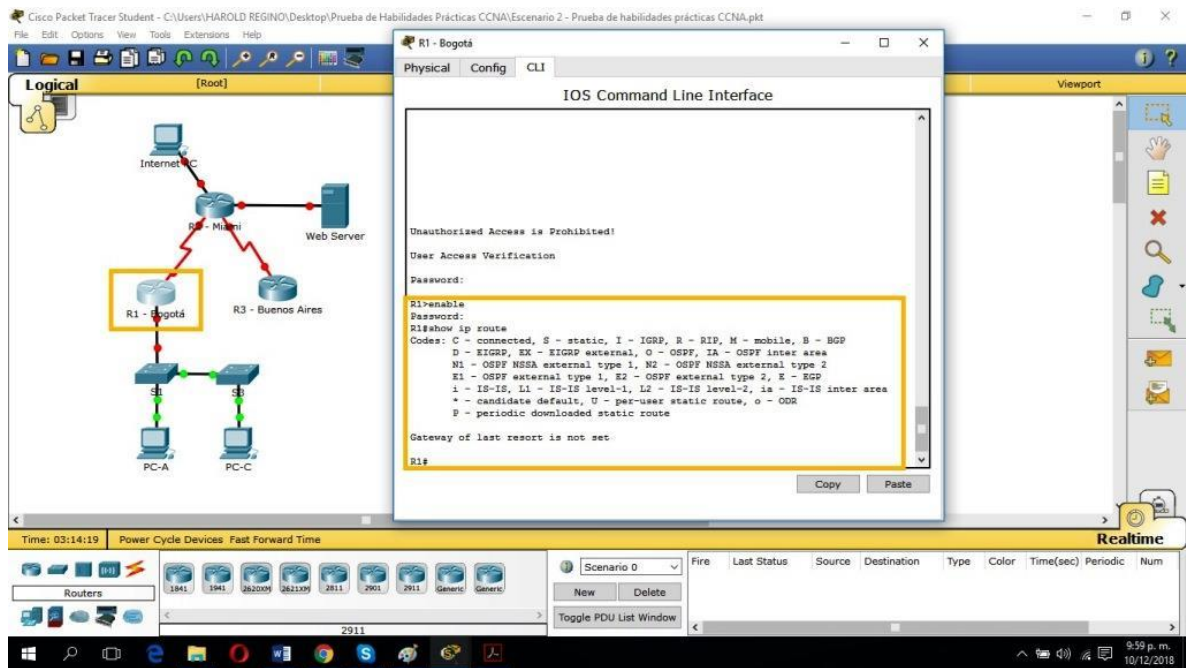 Cisco Packet Tracer Student - C:\Users\HAROLD REGINO\Desktop\Prueba de Habilidades Prácticas CCNA\Escenario 2 - Prueba de habilidades prácticas CCNA.pkt
File Edit Options View Tools Extensions Help
Logical
[Root]
Viewport
Internet PC
Miami
Web Server
R1 - Bogotá
R3 - Buenos Aires
S1
S3
PC-A
PC-C
R1 - Bogotá
Physical Config CLI
IOS Command Line Interface
Unauthorized Access is Prohibited!
User Access Verification
Password:
R1>enable
Password:
R1#show ip route
Codes: C - connected, S - static, I - IGRP, R - RIP, M - mobile, B - BGP
D - EIGRP, EX - EIGRP external, O - OSPF, IA - OSPF inter area
N1 - OSPF NSSA external type 1, N2 - OSPF NSSA external type 2
E1 - OSPF external type 1, E2 - OSPF external type 2, E - EGP
i - IS-IS, L1 - IS-IS level-1, L2 - IS-IS level-2, ia - IS-IS inter area
* - candidate default, U - per-user static route, o - ODR
P - periodic downloaded static route
Gateway of last resort is not set
R1#
Copy Paste
Time: 03:14:19 Power Cycle Devices Fast Forward Time
Realtime
Routers
1841 1941 2620XM 2621XM 2811 2901 2911 Generic Generic
2911
Scenario 0
New Delete
Toggle PDU List Window
Fire Last Status Source Destination Type Color Time(sec) Periodic Num
9:59 p. m.
10/12/2018